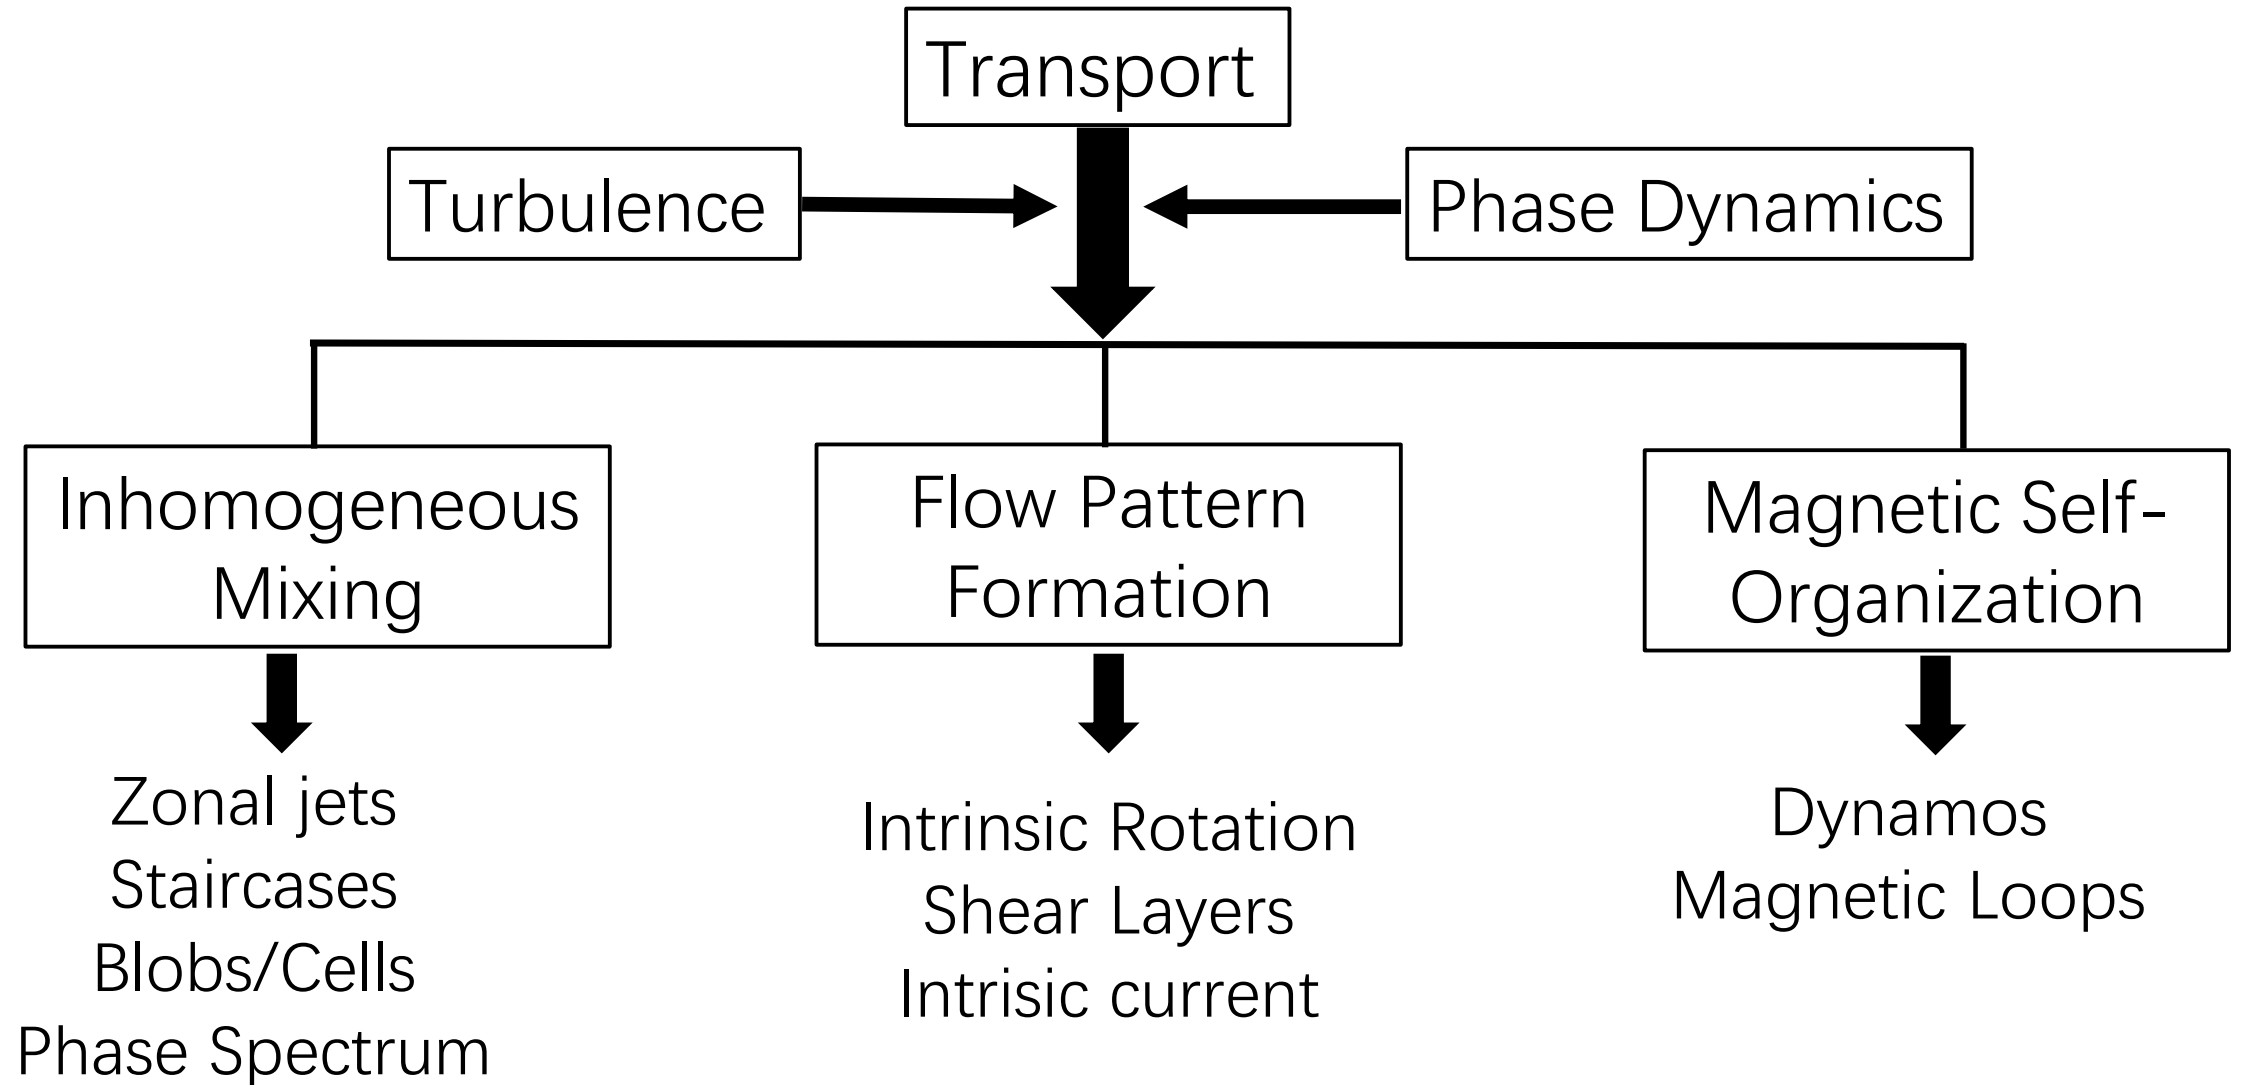 Transport
Turbulence
Phase Dynamics
Inhomogeneous
Mixing
Flow Pattern
Formation
Magnetic Self-
Organization
Zonal jets
Staircases
Blobs/Cells
Phase Spectrum
Intrinsic Rotation
Shear Layers
Intrisic current
Dynamos
Magnetic Loops